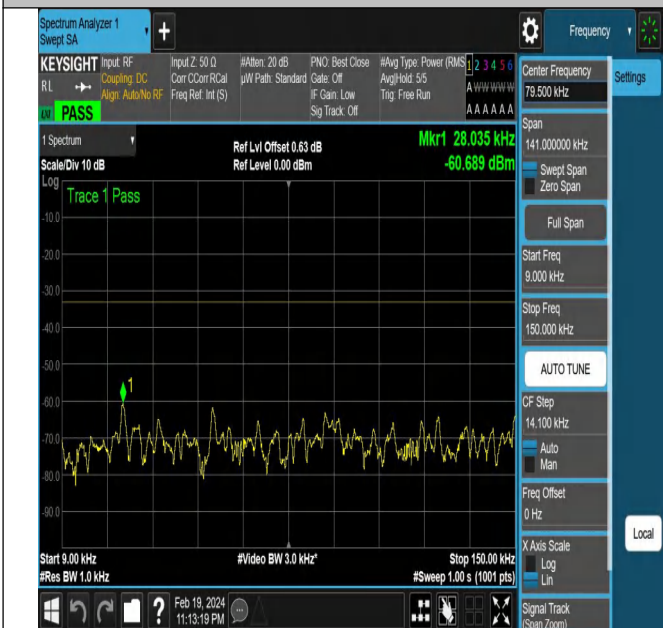 Spectrum Analyzer 1
Swept SA
+
Frequency
KEYSIGHT
RL
LXI
PASS
Input: RF
Coupling: DC
Align: Auto/No RF
Input Z: 50 Ω
Corr CCorr RCal
Freq Ref: Int (S)
#Atten: 20 dB
µW Path: Standard
PNO: Best Close
Gate: Off
IF Gain: Low
Sig Track: Off
#Avg Type: Power (RMS
Avg|Hold: 5/5
Trig: Free Run
1 2 3 4 5 6
A W W W W W
A A A A A A
1 Spectrum
Scale/Div 10 dB
Ref Lvl Offset 0.63 dB
Ref Level 0.00 dBm
Mkr1 28.035 kHz
-60.689 dBm
Log
Trace 1 Pass
-10.0
-20.0
-30.0
-40.0
-50.0
-60.0
-70.0
-80.0
-90.0
1
Start 9.00 kHz
#Res BW 1.0 kHz
#Video BW 3.0 kHz*
Stop 150.00 kHz
#Sweep 1.00 s (1001 pts)
Feb 19, 2024
11:13:19 PM
?
Center Frequency
79.500 kHz
Settings
Span
141.000000 kHz
Swept Span
Zero Span
Full Span
Start Freq
9.000 kHz
Stop Freq
150.000 kHz
AUTO TUNE
CF Step
14.100 kHz
Auto
Man
Freq Offset
0 Hz
Local
X Axis Scale
Log
Lin
Signal Track
(Span Zoom)